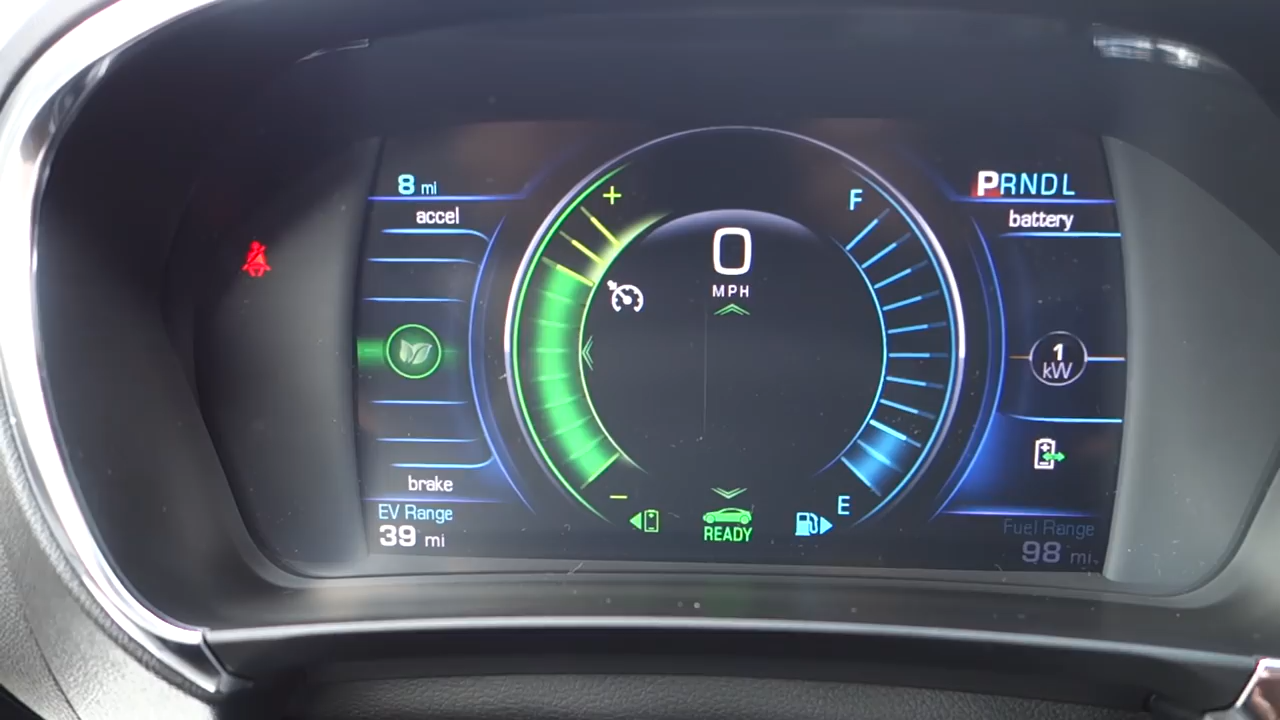 8 mi
accel
brake
EV Range
39 mi
+
−
0
MPH
READY
F
E
PRNDL
battery
1
kW
Fuel Range
98 mi